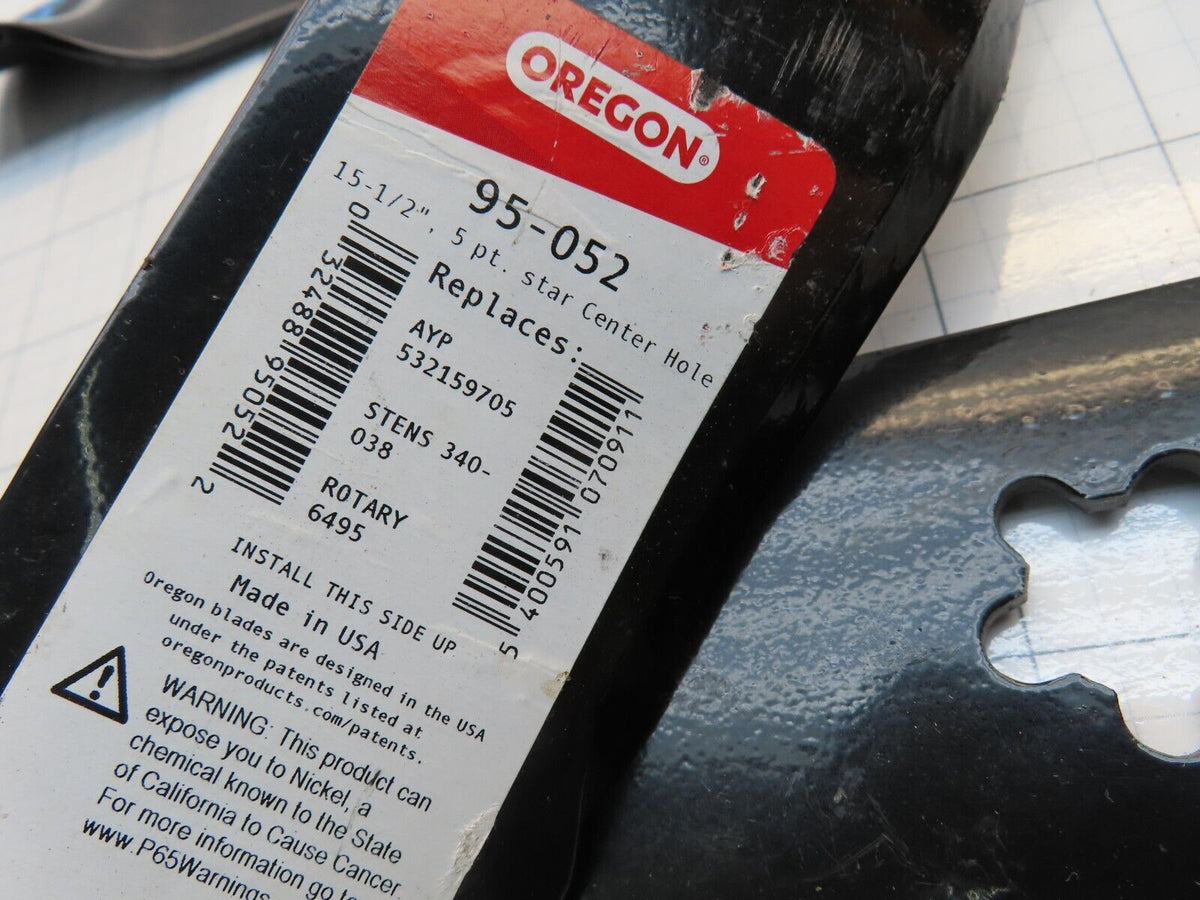 OREGON®
95-052
15-1/2", 5 pt. star Center Hole
Replaces:
AYP
532159705
STENS 340-
038
ROTARY
6495
0 32488 95052 2
5 400591 070911
INSTALL THIS SIDE UP
Made in USA
Oregon blades are designed in the USA
under the patents listed at
oregonproducts.com/patents.
WARNING: This product can
expose you to Nickel, a
chemical known to the State
of California to Cause Cancer.
For more information go to
www.P65Warnings